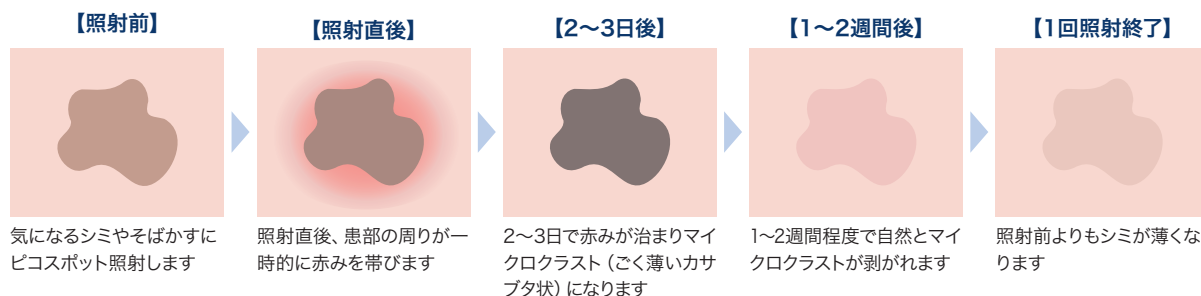 【照射前】
【照射直後】
【2〜3日後】
【1〜2週間後】
【1回照射終了】
気になるシミやそばかすに
ピコスポット照射します
照射直後、患部の周りが一
時的に赤みを帯びます
2〜3日で赤みが治まりマイ
クロクラスト（ごく薄いカサ
ブタ状）になります
1〜2週間程度で自然とマイ
クロクラストが剥がれます
照射前よりもシミが薄くな
ります